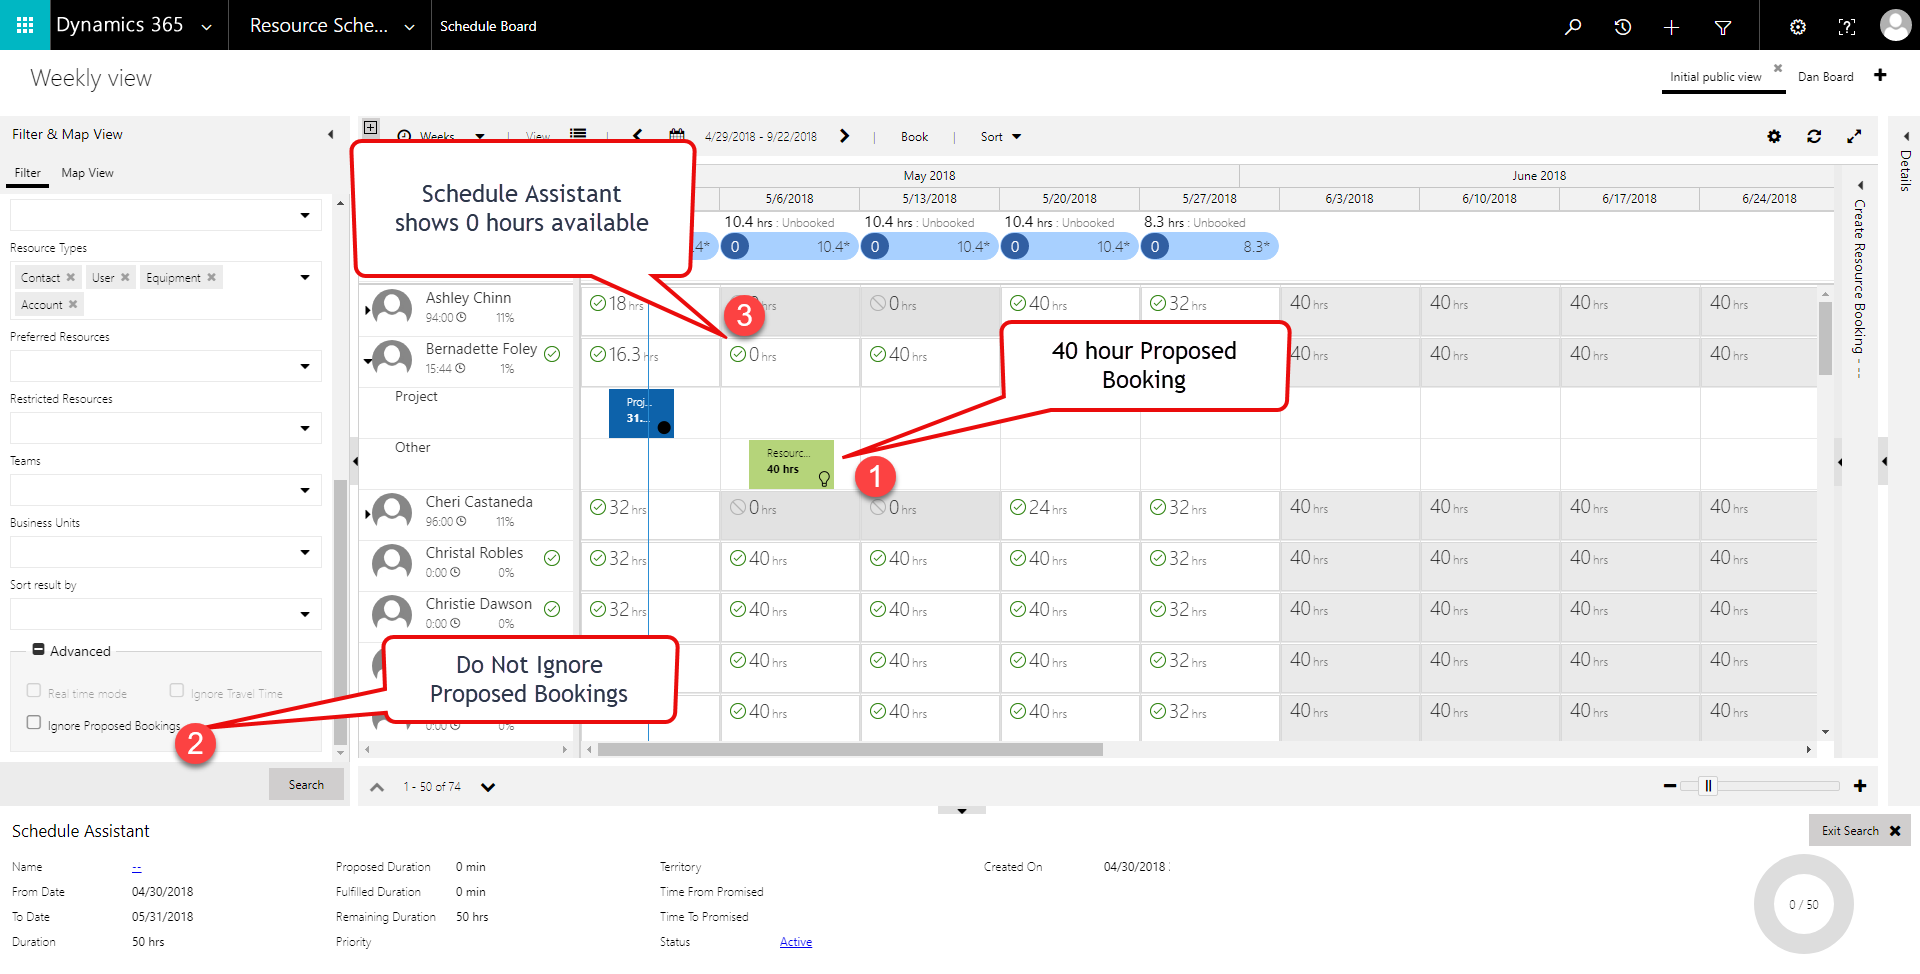 Dynamics 365
Resource Sche...
Schedule Board
Weekly view
Initial public view
Dan Board
Filter & Map View
Filter
Map View
Resource Types
Contact
User
Equipment
Account
Preferred Resources
Restricted Resources
Teams
Business Units
Sort result by
Advanced
Real time mode
Ignore Travel Time
Ignore Proposed Bookings
Search
Weeks
View
4/29/2018 - 9/22/2018
Book
Sort
May 2018
June 2018
5/6/2018
5/13/2018
5/20/2018
5/27/2018
6/3/2018
6/10/2018
6/17/2018
6/24/2018
10.4 hrs : Unbooked
10.4 hrs : Unbooked
10.4 hrs : Unbooked
8.3 hrs : Unbooked
.4*
0 10.4*
0 10.4*
0 10.4*
0 8.3*
Schedule Assistant
shows 0 hours available
3
40 hour Proposed
Booking
1
Do Not Ignore
Proposed Bookings
2
Ashley Chinn
94:00 11%
18 hrs
hrs
0 hrs
40 hrs
32 hrs
40 hrs
40 hrs
40 hrs
40 hrs
Bernadette Foley
15:44 1%
16.3 hrs
0 hrs
40 hrs
40 hrs
40 hrs
40 hrs
40 hrs
Project
Proj...
31....
Other
Resourc...
40 hrs
Cheri Castaneda
96:00 11%
32 hrs
0 hrs
0 hrs
24 hrs
32 hrs
40 hrs
40 hrs
40 hrs
40 hrs
Christal Robles
0:00 0%
32 hrs
40 hrs
40 hrs
40 hrs
32 hrs
40 hrs
40 hrs
40 hrs
40 hrs
Christie Dawson
0:00 0%
32 hrs
40 hrs
40 hrs
40 hrs
32 hrs
40 hrs
40 hrs
40 hrs
40 hrs
40 hrs
40 hrs
40 hrs
32 hrs
40 hrs
40 hrs
40 hrs
40 hrs
0:00 0%
40 hrs
40 hrs
40 hrs
32 hrs
40 hrs
40 hrs
40 hrs
40 hrs
1 - 50 of 74
Details
Create Resource Booking --
Schedule Assistant
Exit Search
Name --
From Date 04/30/2018
To Date 05/31/2018
Duration 50 hrs
Proposed Duration 0 min
Fulfilled Duration 0 min
Remaining Duration 50 hrs
Priority
Territory
Time From Promised
Time To Promised
Status Active
Created On 04/30/2018
0 / 50